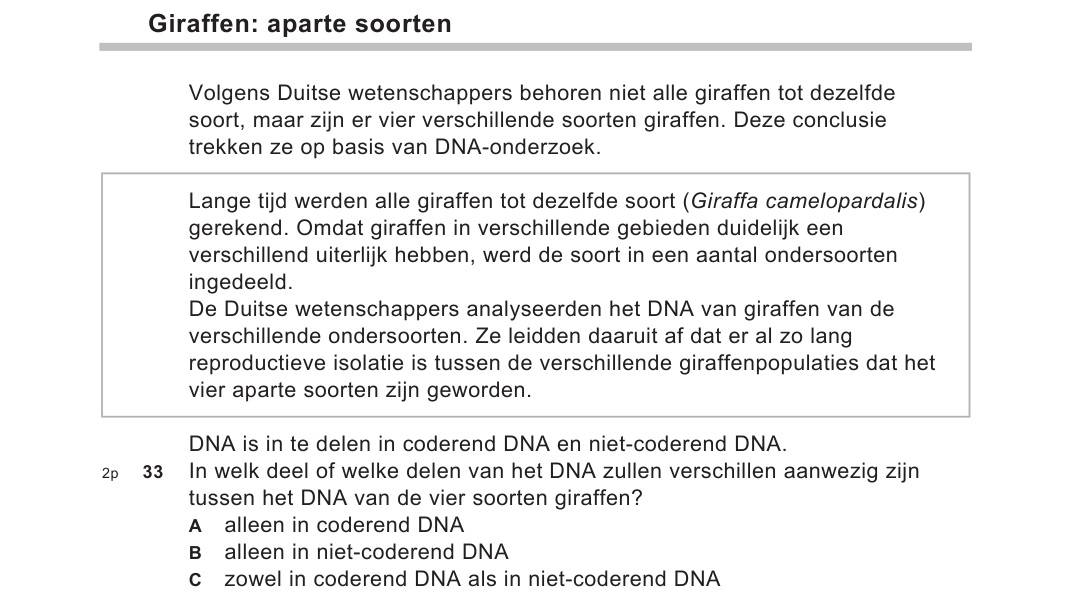 Giraffen: aparte soorten
Volgens Duitse wetenschappers behoren niet alle giraffen tot dezelfde
soort, maar zijn er vier verschillende soorten giraffen. Deze conclusie
trekken ze op basis van DNA-onderzoek.
Lange tijd werden alle giraffen tot dezelfde soort (Giraffa camelopardalis)
gerekend. Omdat giraffen in verschillende gebieden duidelijk een
verschillend uiterlijk hebben, werd de soort in een aantal ondersoorten
ingedeeld.
De Duitse wetenschappers analyseerden het DNA van giraffen van de
verschillende ondersoorten. Ze leidden daaruit af dat er al zo lang
reproductieve isolatie is tussen de verschillende giraffenpopulaties dat het
vier aparte soorten zijn geworden.
DNA is in te delen in coderend DNA en niet-coderend DNA.
2p 33 In welk deel of welke delen van het DNA zullen verschillen aanwezig zijn
tussen het DNA van de vier soorten giraffen?
A alleen in coderend DNA
B alleen in niet-coderend DNA
C zowel in coderend DNA als in niet-coderend DNA